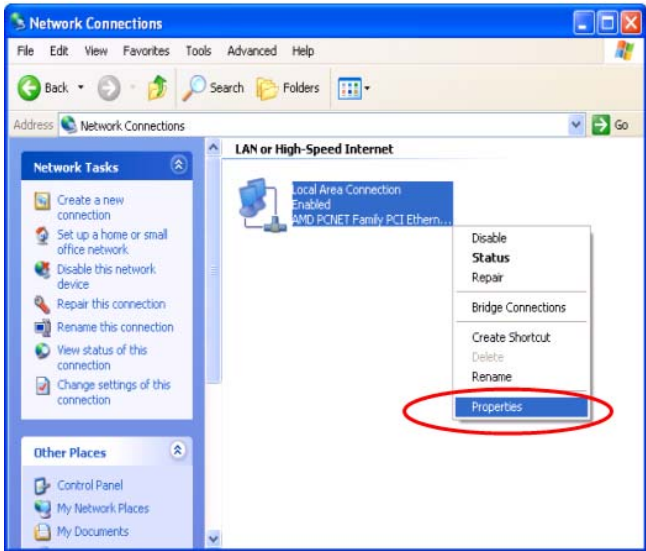 Network Connections
File Edit View Favorites Tools Advanced Help
Back Search Folders
Address Network Connections Go
Network Tasks
Create a new
connection
Set up a home or small
office network
Disable this network
device
Repair this connection
Rename this connection
View status of this
connection
Change settings of this
connection
Other Places
Control Panel
My Network Places
My Documents
LAN or High-Speed Internet
Local Area Connection
Enabled
AMD PCNET Family PCI Ethern...
Disable
Status
Repair
Bridge Connections
Create Shortcut
Delete
Rename
Properties